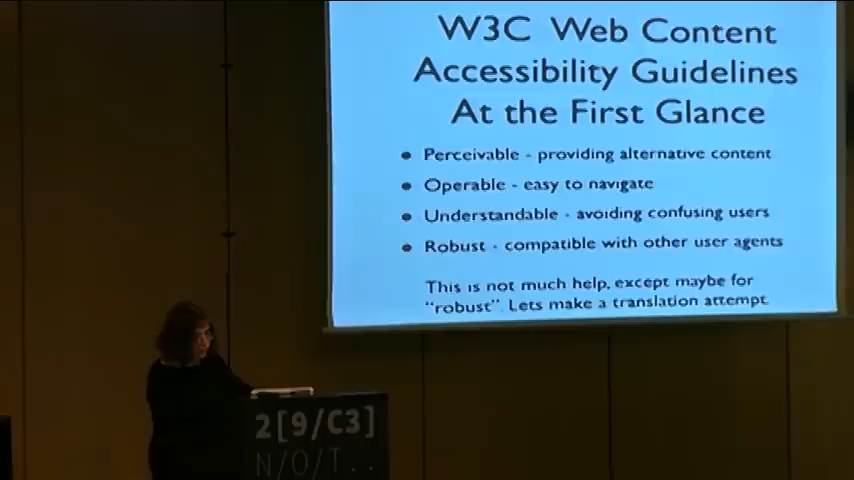 W3C Web Content
Accessibility Guidelines
At the First Glance
• Perceivable - providing alternative content
• Operable - easy to navigate
• Understandable - avoiding confusing users
• Robust - compatible with other user agents
This is not much help, except maybe for
"robust". Lets make a translation attempt.
2[9/C3]
N/O/T..